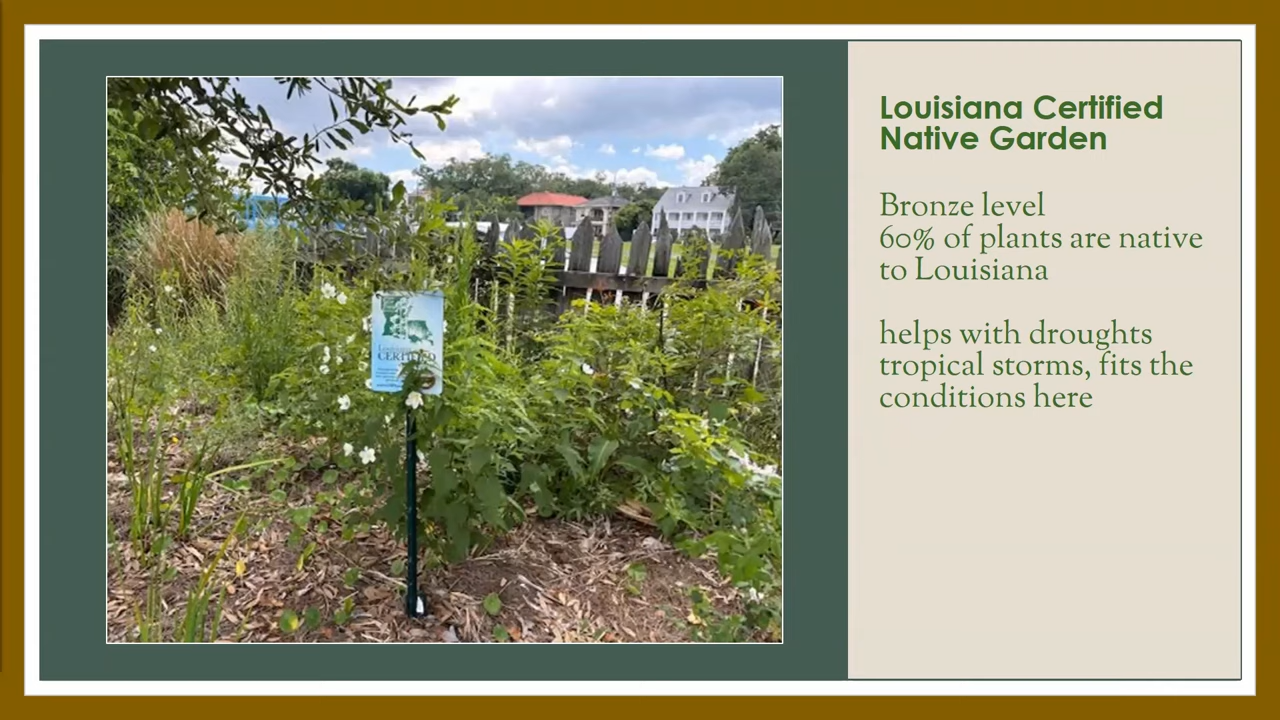 Louisiana Certified
Native Garden
Bronze level
60% of plants are native
to Louisiana
helps with droughts
tropical storms, fits the
conditions here
CERTIFIED